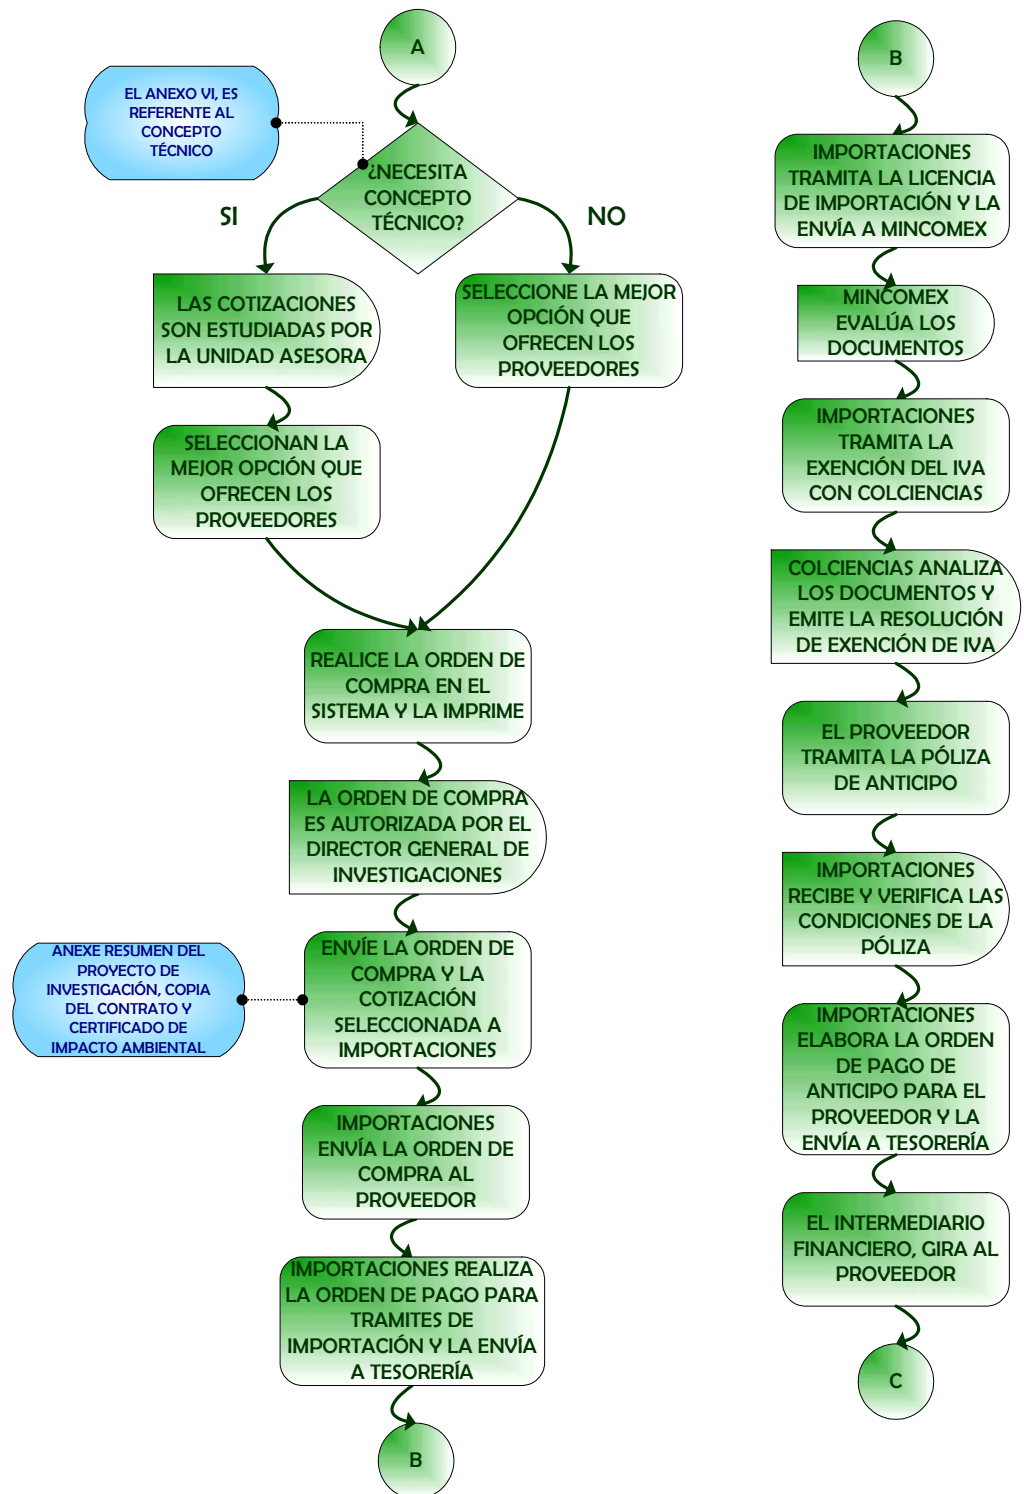 A
EL ANEXO VI, ES
REFERENTE AL
CONCEPTO
TÉCNICO
¿NECESITA
CONCEPTO
TÉCNICO?
SI
NO
LAS COTIZACIONES
SON ESTUDIADAS POR
LA UNIDAD ASESORA
SELECCIONE LA MEJOR
OPCIÓN QUE
OFRECEN LOS
PROVEEDORES
SELECCIONAN LA
MEJOR OPCIÓN QUE
OFRECEN LOS
PROVEEDORES
REALICE LA ORDEN DE
COMPRA EN EL
SISTEMA Y LA IMPRIME
LA ORDEN DE COMPRA
ES AUTORIZADA POR EL
DIRECTOR GENERAL DE
INVESTIGACIONES
ANEXE RESUMEN DEL
PROYECTO DE
INVESTIGACIÓN, COPIA
DEL CONTRATO Y
CERTIFICADO DE
IMPACTO AMBIENTAL
ENVÍE LA ORDEN DE
COMPRA Y LA
COTIZACIÓN
SELECCIONADA A
IMPORTACIONES
IMPORTACIONES
ENVÍA LA ORDEN DE
COMPRA AL
PROVEEDOR
IMPORTACIONES REALIZA
LA ORDEN DE PAGO PARA
TRAMITES DE
IMPORTACIÓN Y LA ENVÍA
A TESORERÍA
B
B
IMPORTACIONES
TRAMITA LA LICENCIA
DE IMPORTACIÓN Y LA
ENVÍA A MINCOMEX
MINCOMEX
EVALÚA LOS
DOCUMENTOS
IMPORTACIONES
TRAMITA LA
EXENCIÓN DEL IVA
CON COLCIENCIAS
COLCIENCIAS ANALIZA
LOS DOCUMENTOS Y
EMITE LA RESOLUCIÓN
DE EXENCIÓN DE IVA
EL PROVEEDOR
TRAMITA LA PÓLIZA
DE ANTICIPO
IMPORTACIONES
RECIBE Y VERIFICA LAS
CONDICIONES DE LA
PÓLIZA
IMPORTACIONES
ELABORA LA ORDEN
DE PAGO DE
ANTICIPO PARA EL
PROVEEDOR Y LA
ENVÍA A TESORERÍA
EL INTERMEDIARIO
FINANCIERO, GIRA AL
PROVEEDOR
C